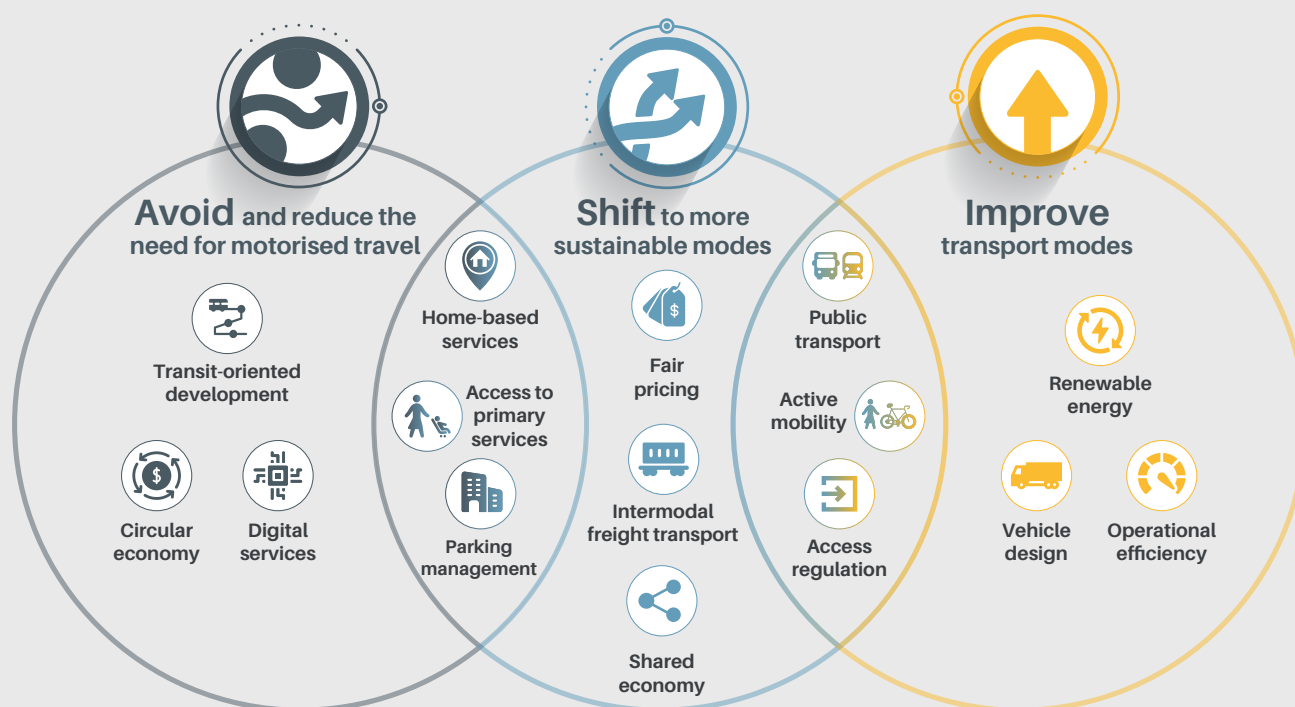 Avoid and reduce the
need for motorised travel
Transit-oriented
development
Circular
economy
Digital
services
Home-based
services
Access to
primary
services
Parking
management
Shift to more
sustainable modes
$
Fair
pricing
Intermodal
freight transport
Shared
economy
Public
transport
Active
mobility
Access
regulation
Improve
transport modes
Renewable
energy
Vehicle
design
Operational
efficiency
$